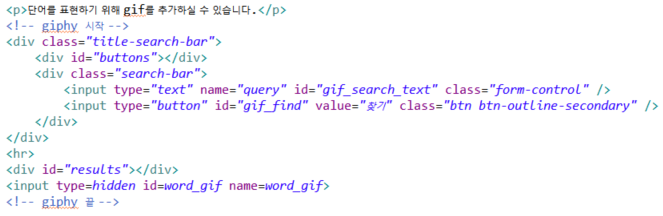 <p>단어를 표현하기 위해 gif를 추가하실 수 있습니다.</p>
<!-- giphy 시작 -->
<div class="title-search-bar">
<div id="buttons"></div>
<div class="search-bar">
<input type="text" name="query" id="gif_search_text" class="form-control" />
<input type="button" id="gif_find" value="찾기" class="btn btn-outline-secondary" />
</div>
</div>
<hr>
<div id="results"></div>
<input type=hidden id=word_gif name=word_gif>
<!-- giphy 끝 -->